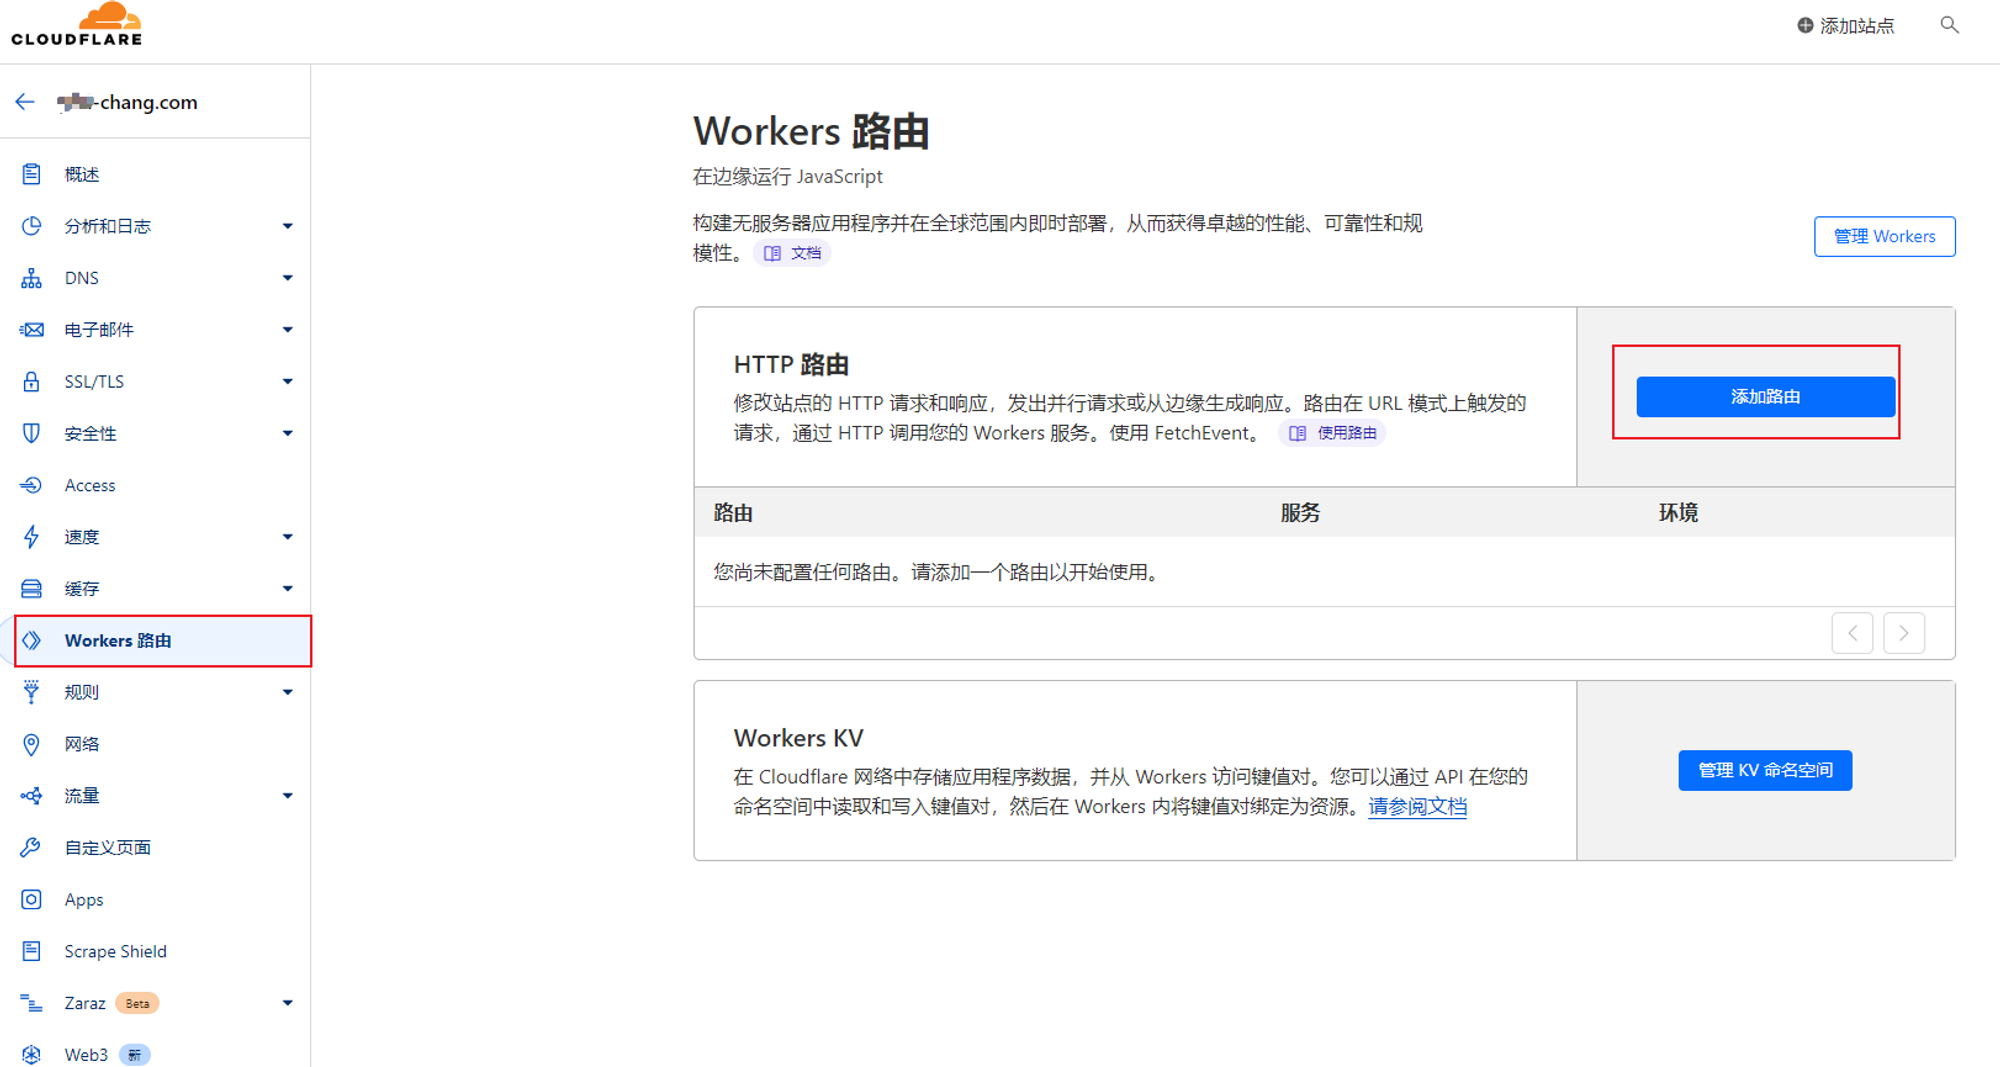 CLOUDFLARE
添加站点
-chang.com
概述
分析和日志
DNS
电子邮件
SSL/TLS
安全性
Access
速度
缓存
Workers 路由
规则
网络
流量
自定义页面
Apps
Scrape Shield
Zaraz Beta
Web3 新
Workers 路由
在边缘运行 JavaScript
构建无服务器应用程序并在全球范围内即时部署，从而获得卓越的性能、可靠性和规
模性。 文档
管理 Workers
HTTP 路由
修改站点的 HTTP 请求和响应，发出并行请求或从边缘生成响应。路由在 URL 模式上触发的
请求，通过 HTTP 调用您的 Workers 服务。使用 FetchEvent。 使用路由
添加路由
路由 服务 环境
您尚未配置任何路由。请添加一个路由以开始使用。
Workers KV
在 Cloudflare 网络中存储应用程序数据，并从 Workers 访问键值对。您可以通过 API 在您的
命名空间中读取和写入键值对，然后在 Workers 内将键值对绑定为资源。请参阅文档
管理 KV 命名空间